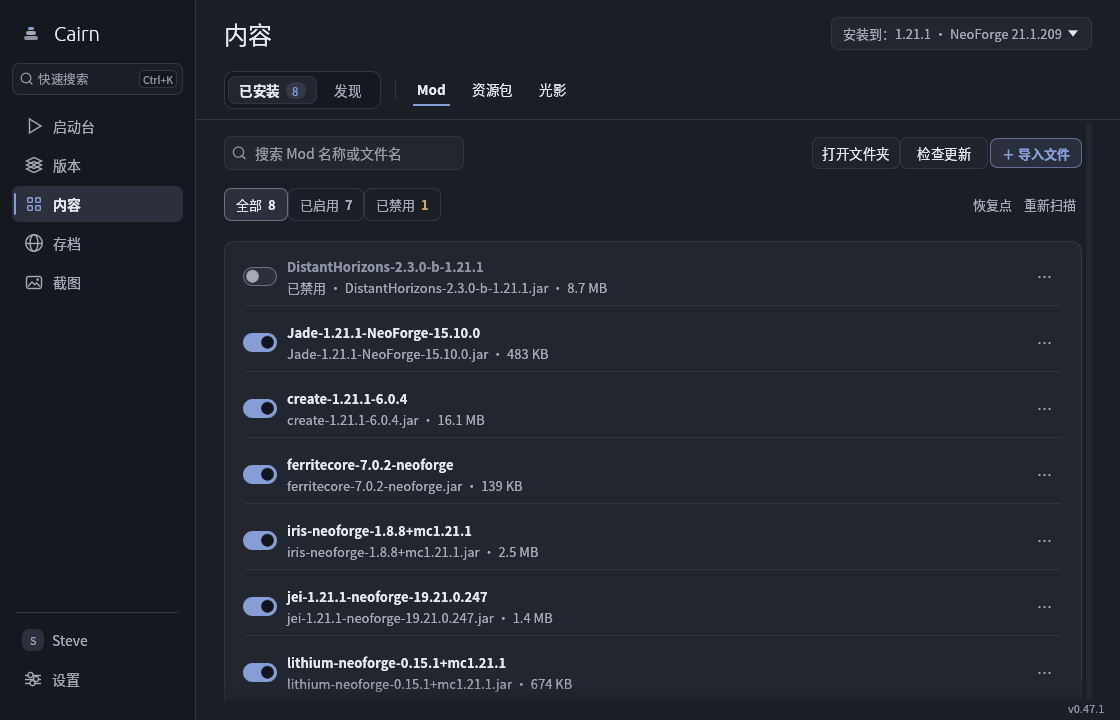 Cairn
快速搜索 Ctrl+K
启动台
版本
内容
存档
截图
S Steve
设置
内容
安装到：1.21.1 • NeoForge 21.1.209
已安装 8 发现 Mod 资源包 光影
搜索 Mod 名称或文件名
打开文件夹 检查更新 + 导入文件
全部 8 已启用 7 已禁用 1
恢复点 重新扫描
DistantHorizons-2.3.0-b-1.21.1
已禁用 • DistantHorizons-2.3.0-b-1.21.1.jar • 8.7 MB
Jade-1.21.1-NeoForge-15.10.0
Jade-1.21.1-NeoForge-15.10.0.jar • 483 KB
create-1.21.1-6.0.4
create-1.21.1-6.0.4.jar • 16.1 MB
ferritecore-7.0.2-neoforge
ferritecore-7.0.2-neoforge.jar • 139 KB
iris-neoforge-1.8.8+mc1.21.1
iris-neoforge-1.8.8+mc1.21.1.jar • 2.5 MB
jei-1.21.1-neoforge-19.21.0.247
jei-1.21.1-neoforge-19.21.0.247.jar • 1.4 MB
lithium-neoforge-0.15.1+mc1.21.1
lithium-neoforge-0.15.1+mc1.21.1.jar • 674 KB
v0.47.1